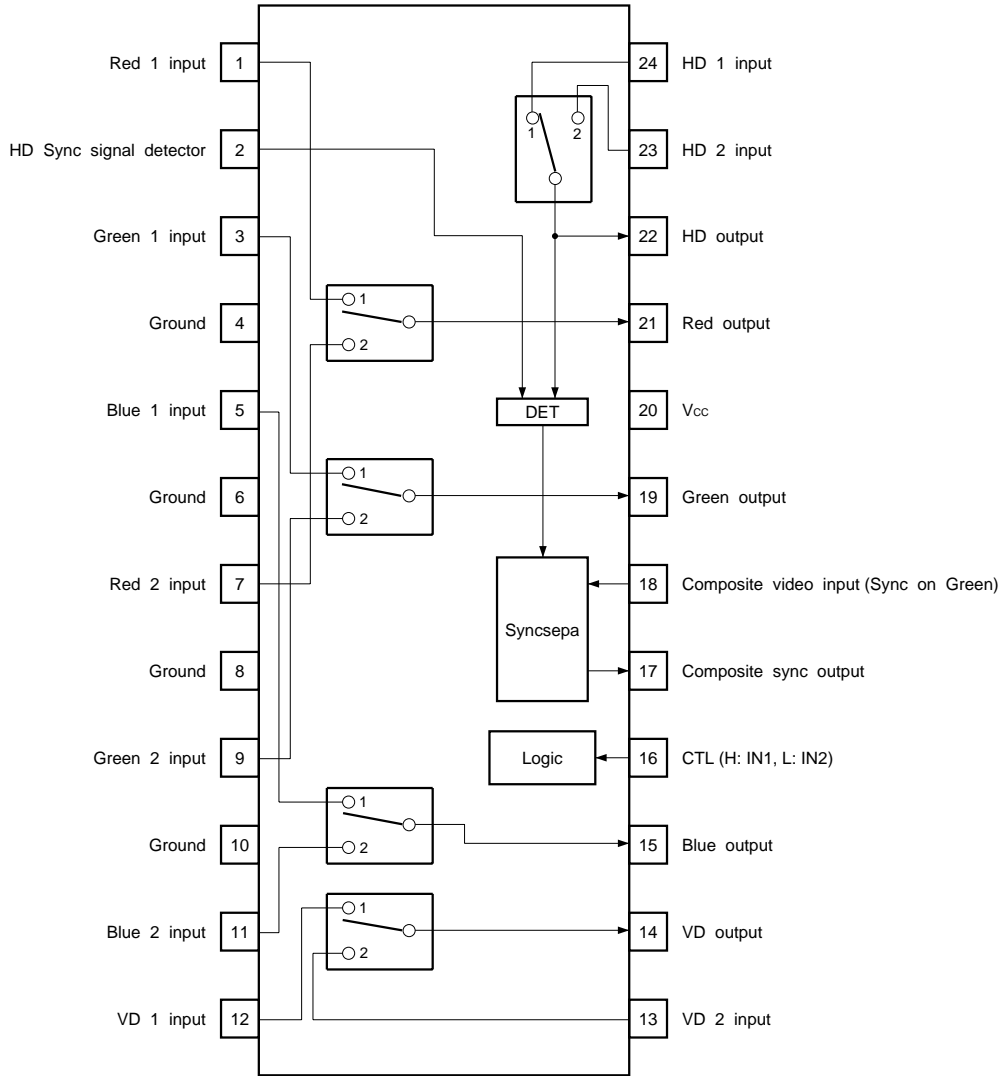 Red 1 input 1
24 HD 1 input
1 2
HD Sync signal detector 2
23 HD 2 input
Green 1 input 3
22 HD output
1
Ground 4
21 Red output
2
Blue 1 input 5
DET
20 Vcc
1
Ground 6
19 Green output
2
Red 2 input 7
18 Composite video input (Sync on Green)
Syncsepa
Ground 8
17 Composite sync output
Green 2 input 9
Logic
16 CTL (H: IN1, L: IN2)
1
Ground 10
15 Blue output
2
1
Blue 2 input 11
14 VD output
2
VD 1 input 12
13 VD 2 input